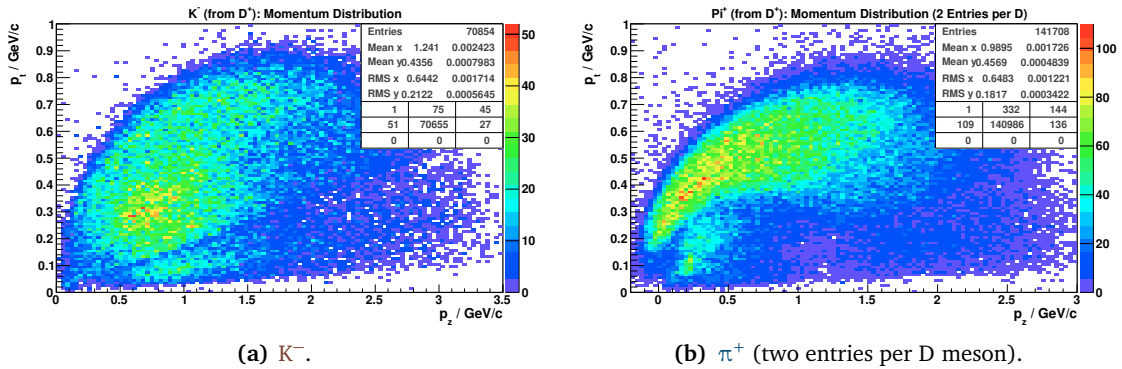 K⁻ (from D⁺): Momentum Distribution
p_t / GeV/c
Entries 70854
Mean x 1.241 0.002423
Mean y 0.4356 0.0007983
RMS x 0.6442 0.001714
RMS y 0.2122 0.0005645
1 75 45
51 70655 27
0 0 0
1
0.9
0.8
0.7
0.6
0.5
0.4
0.3
0.2
0.1
0
0 0.5 1 1.5 2 2.5 3 3.5
p_z / GeV/c
50
40
30
20
10
0
(a) K⁻.
Pi⁺ (from D⁺): Momentum Distribution (2 Entries per D)
p_t / GeV/c
Entries 141708
Mean x 0.9895 0.001726
Mean y 0.4569 0.0004839
RMS x 0.6483 0.001221
RMS y 0.1817 0.0003422
1 332 144
109 140986 136
0 0 0
1
0.9
0.8
0.7
0.6
0.5
0.4
0.3
0.2
0.1
0
0 0.5 1 1.5 2 2.5 3
p_z / GeV/c
100
80
60
40
20
0
(b) π⁺ (two entries per D meson).